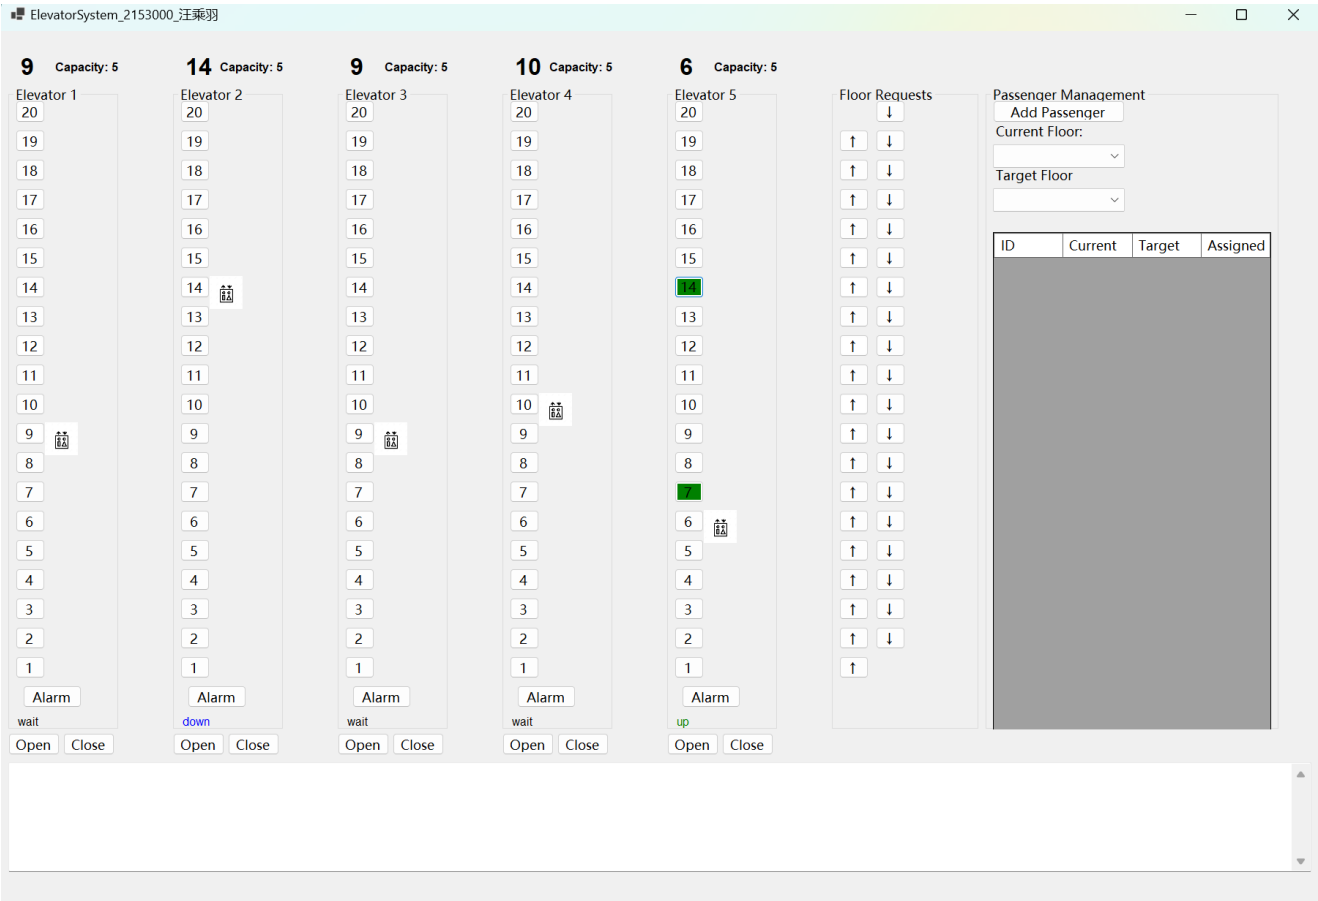 ElevatorSystem_2153000_汪乘羽
9 Capacity: 5 14 Capacity: 5 9 Capacity: 5 10 Capacity: 5 6 Capacity: 5
Elevator 1 Elevator 2 Elevator 3 Elevator 4 Elevator 5 Floor Requests Passenger Management
20 20 20 20 20 ↓ Add Passenger
Current Floor:
19 19 19 19 19 ↑ ↓
18 18 18 18 18 ↑ ↓
Target Floor
17 17 17 17 17 ↑ ↓
16 16 16 16 16 ↑ ↓
ID Current Target Assigned
15 15 15 15 15 ↑ ↓
14 14 14 14 14 ↑ ↓
13 13 13 13 13 ↑ ↓
12 12 12 12 12 ↑ ↓
11 11 11 11 11 ↑ ↓
10 10 10 10 10 ↑ ↓
9 9 9 9 9 ↑ ↓
8 8 8 8 8 ↑ ↓
7 7 7 7 7 ↑ ↓
6 6 6 6 6 ↑ ↓
5 5 5 5 5 ↑ ↓
4 4 4 4 4 ↑ ↓
3 3 3 3 3 ↑ ↓
2 2 2 2 2 ↑ ↓
1 1 1 1 1 ↑
Alarm Alarm Alarm Alarm Alarm
wait down wait wait up
Open Close Open Close Open Close Open Close Open Close